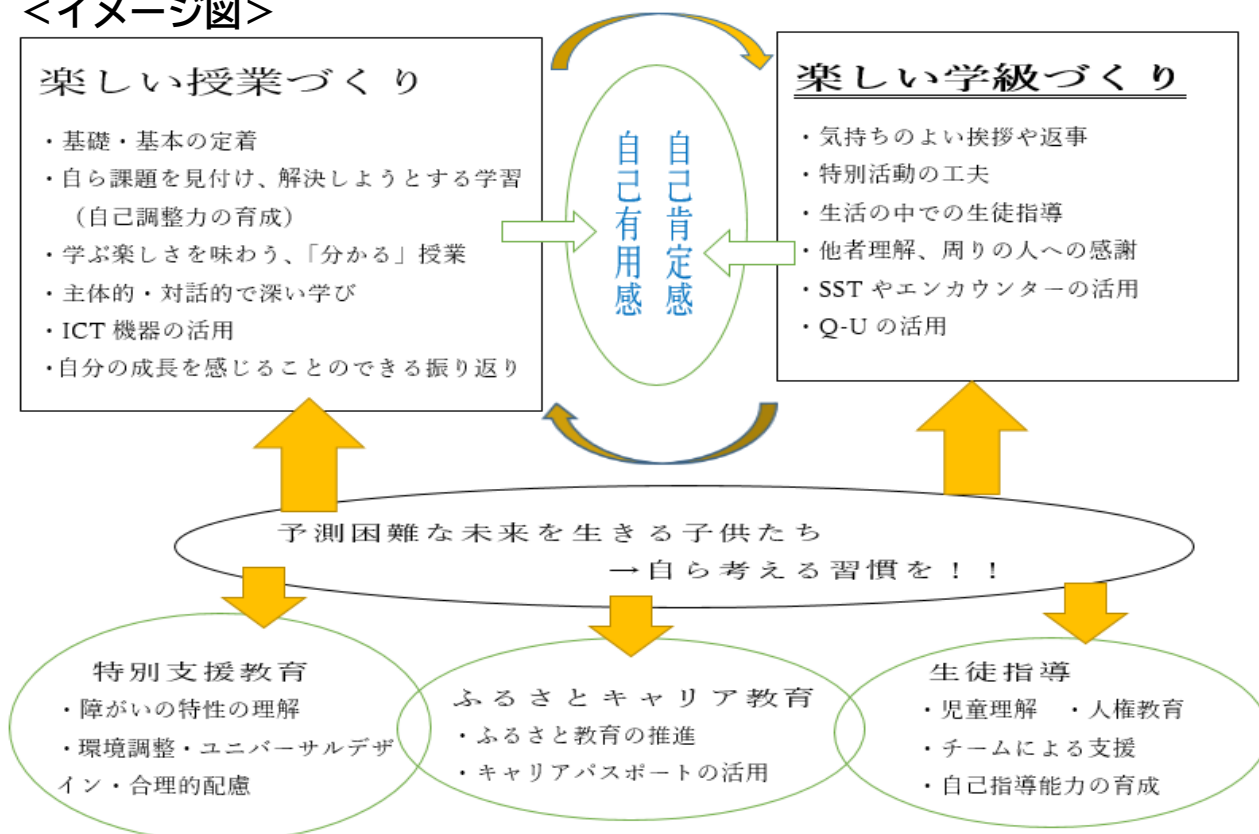 ＜イメージ図＞
楽しい授業づくり
・基礎・基本の定着
・自ら課題を見付け、解決しようとする学習
（自己調整力の育成）
・学ぶ楽しさを味わう、「分かる」授業
・主体的・対話的で深い学び
・ICT 機器の活用
・自分の成長を感じることのできる振り返り
自己肯定感
自己有用感
楽しい学級づくり
・気持ちのよい挨拶や返事
・特別活動の工夫
・生活の中での生徒指導
・他者理解、周りの人への感謝
・SST やエンカウンターの活用
・Q-U の活用
予測困難な未来を生きる子供たち
→自ら考える習慣を！！
特別支援教育
・障がいの特性の理解
・環境調整・ユニバーサルデザ
イン・合理的配慮
ふるさとキャリア教育
・ふるさと教育の推進
・キャリアパスポートの活用
生徒指導
・児童理解　・人権教育
・チームによる支援
・自己指導能力の育成